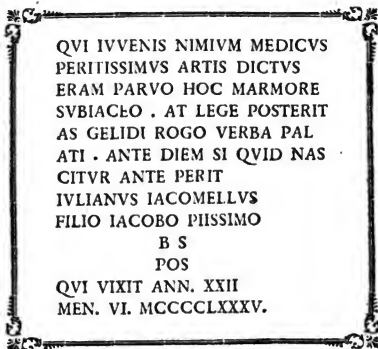 QVI IVVENIS NIMIVM MEDICVS
PERITISSIMVS ARTIS DICTVS
ERAM PARVO HOC MARMORE
SVBIACEO . AT LEGE POSTERIT
AS GELIDI ROGO VERBA PAL
ATI . ANTE DIEM SI QVID NAS
CITVR ANTE PERIT
IVLIANVS IACOMELLVS
FILIO IACOBO PIISSIMO
B S
POS
QVI VIXIT ANN. XXII
MEN. VI. MCCCCLXXXV.